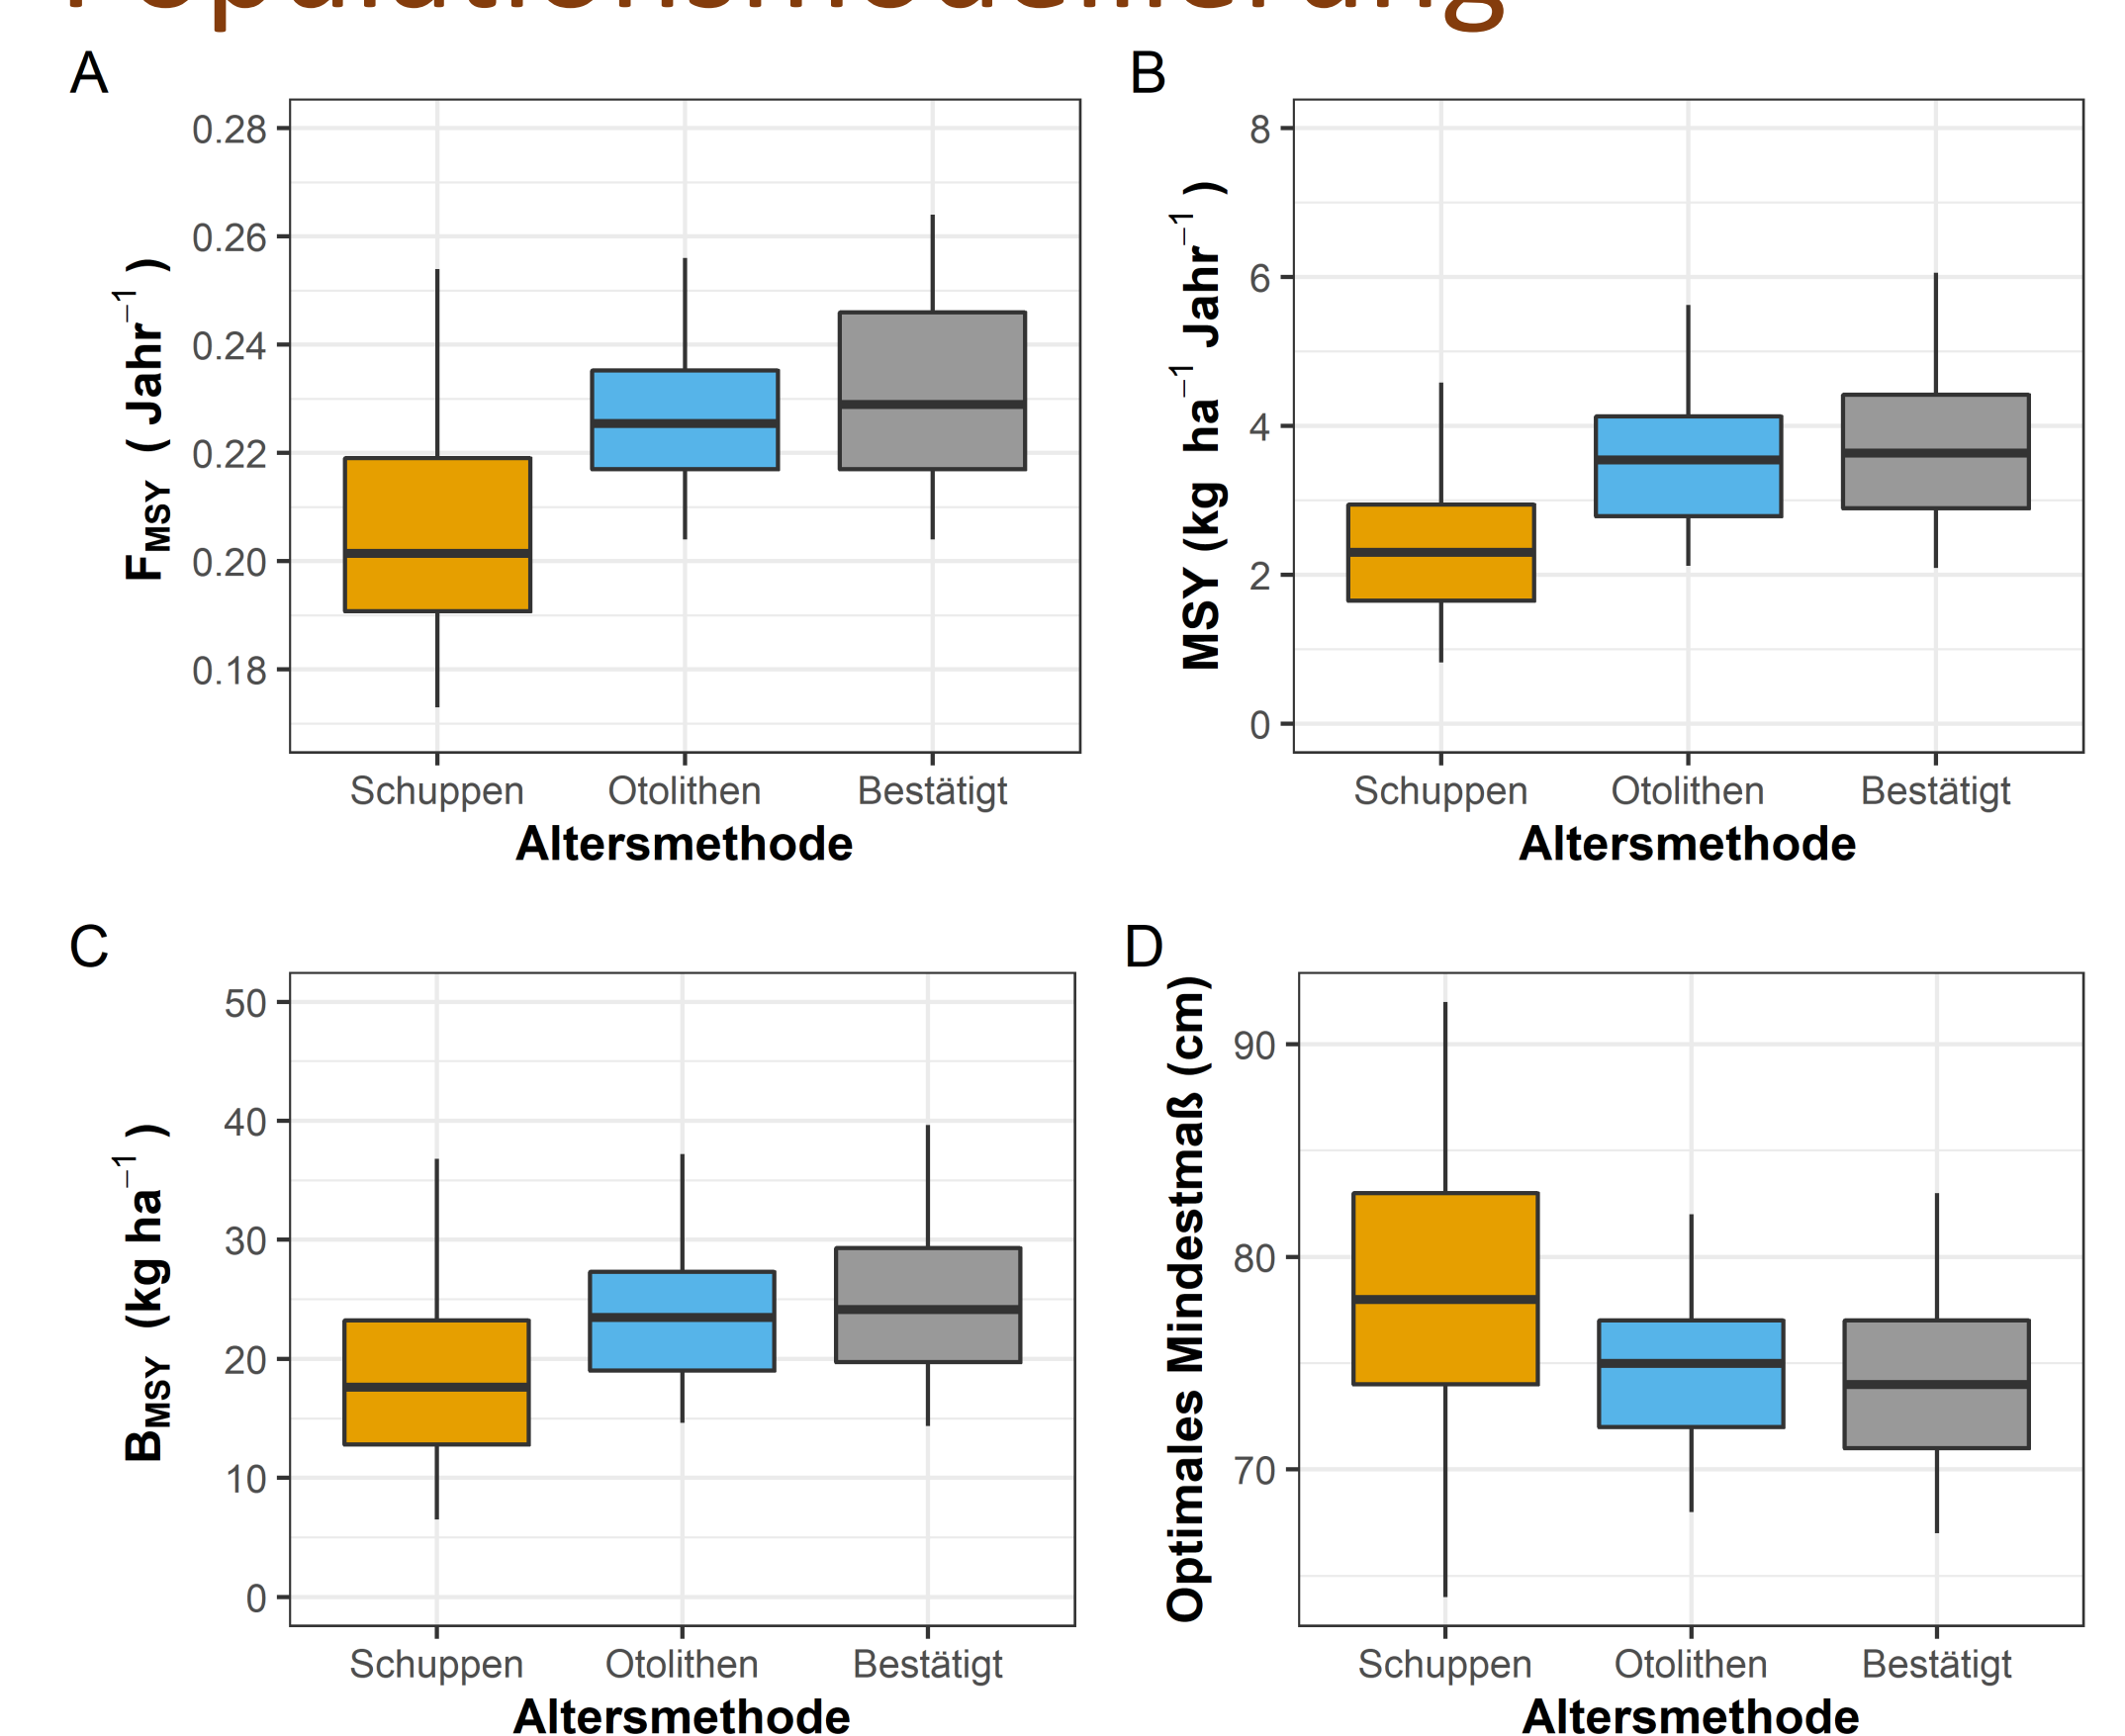 A
0.28
0.26
0.24
0.22
0.20
0.18
F_MSY ( Jahr⁻¹ )
Schuppen Otolithen Bestätigt
Altersmethode
B
8
6
4
2
0
MSY (kg ha⁻¹ Jahr⁻¹ )
Schuppen Otolithen Bestätigt
Altersmethode
C
50
40
30
20
10
0
B_MSY (kg ha⁻¹ )
Schuppen Otolithen Bestätigt
Altersmethode
D
90
80
70
Optimales Mindestmaß (cm)
Schuppen Otolithen Bestätigt
Altersmethode